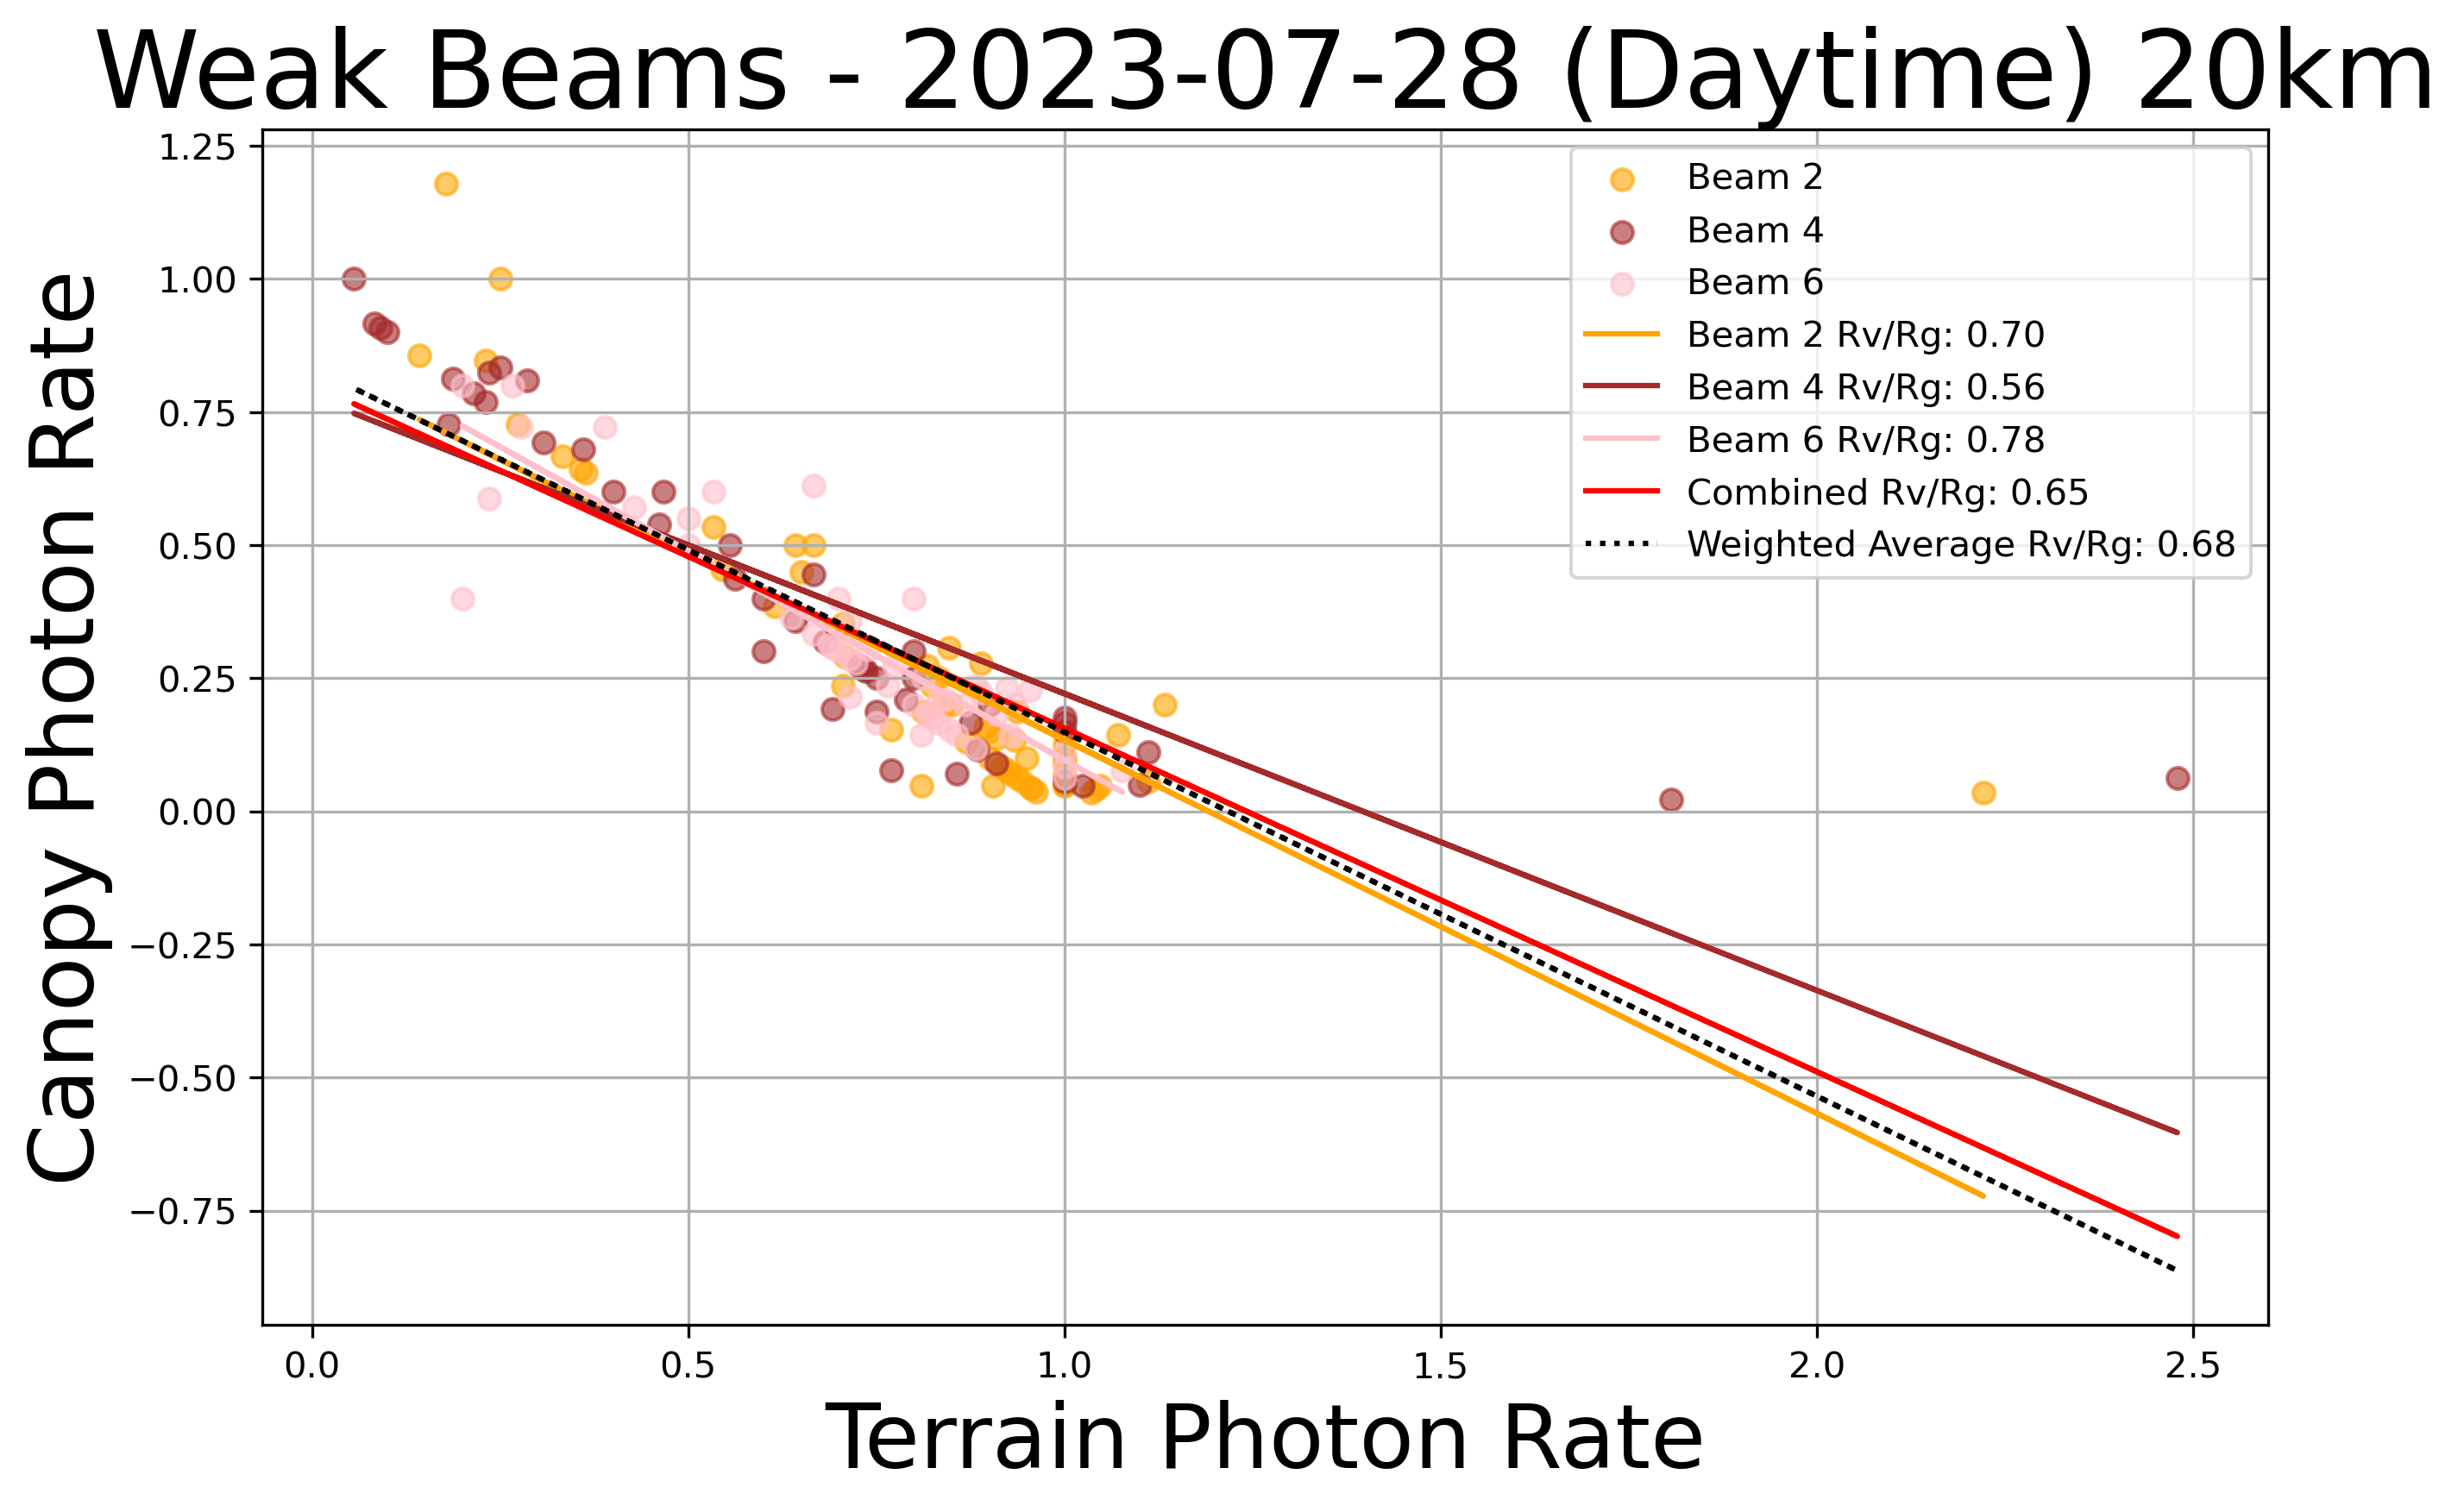 Weak Beams - 2023-07-28 (Daytime) 20km
Canopy Photon Rate
1.25
1.00
0.75
0.50
0.25
0.00
−0.25
−0.50
−0.75
Beam 2
Beam 4
Beam 6
Beam 2 Rv/Rg: 0.70
Beam 4 Rv/Rg: 0.56
Beam 6 Rv/Rg: 0.78
Combined Rv/Rg: 0.65
Weighted Average Rv/Rg: 0.68
0.0 0.5 1.0 1.5 2.0 2.5
Terrain Photon Rate